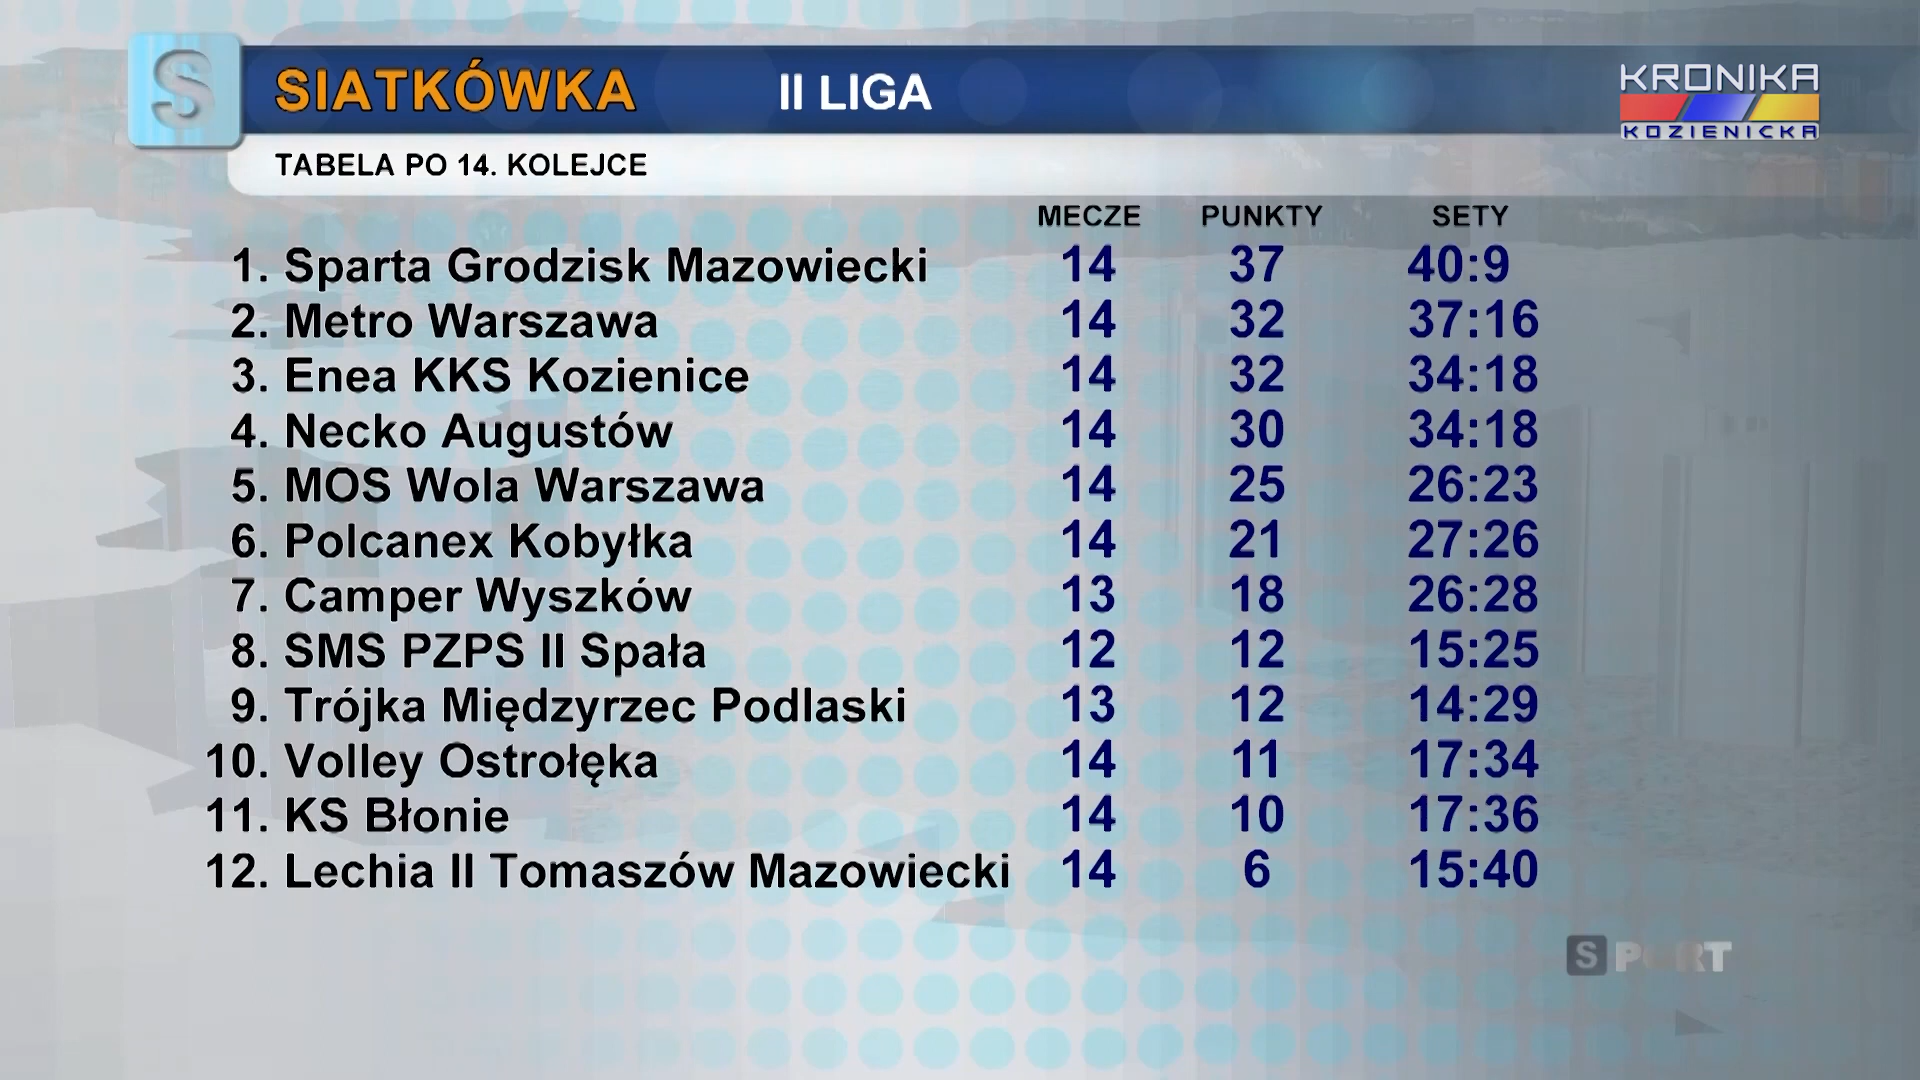 S SIATKÓWKA II LIGA
KRONIKA
KOZIENICKA
TABELA PO 14. KOLEJCE
MECZE PUNKTY SETY
1. Sparta Grodzisk Mazowiecki 14 37 40:9
2. Metro Warszawa 14 32 37:16
3. Enea KKS Kozienice 14 32 34:18
4. Necko Augustów 14 30 34:18
5. MOS Wola Warszawa 14 25 26:23
6. Polcanex Kobyłka 14 21 27:26
7. Camper Wyszków 13 18 26:28
8. SMS PZPS II Spała 12 12 15:25
9. Trójka Międzyrzec Podlaski 13 12 14:29
10. Volley Ostrołęka 14 11 17:34
11. KS Błonie 14 10 17:36
12. Lechia II Tomaszów Mazowiecki 14 6 15:40
SPORT